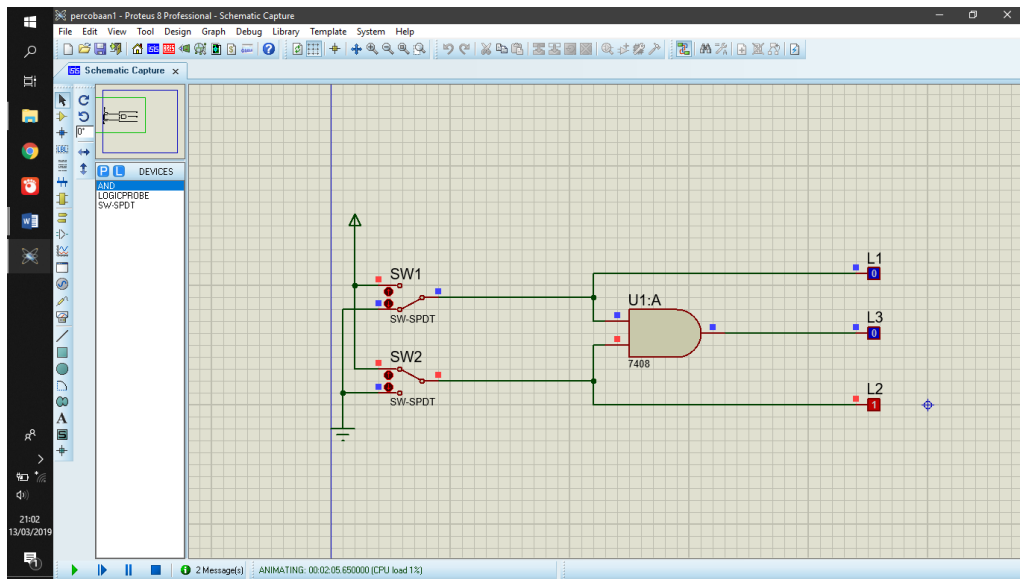 percobaan1 - Proteus 8 Professional - Schematic Capture
File Edit View Tool Design Graph Debug Library Template System Help
Schematic Capture x
0°
P L DEVICES
AND
LOGICPROBE
SW-SPDT
SW1
SW-SPDT
SW2
SW-SPDT
U1:A
7408
L1
0
L3
0
L2
1
21:02
13/03/2019
2 Message(s) ANIMATING: 00:02:05.650000 (CPU load 1%)